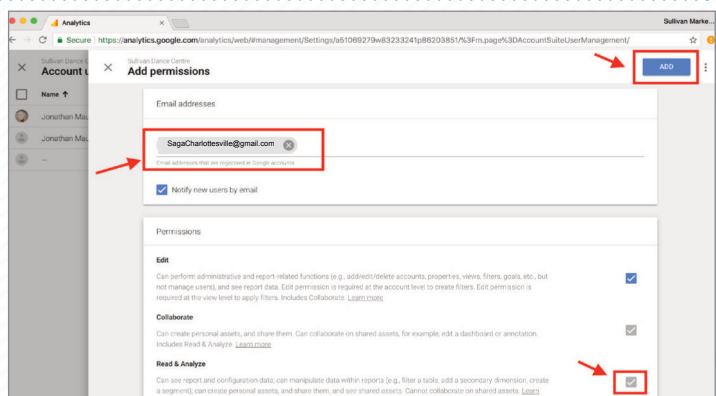 Analytics
Sullivan Marke...
Secure | https://analytics.google.com/analytics/web/#management/Settings/a51069279w83233241p86203851/%3Fm.page%3DAccountSuiteUserManagement/
Sullivan Dance C
Account u
Sullivan Dance Centre
Add permissions
ADD
Name
Jonathan Mau
Jonathan Mau
Email addresses
SagaCharlottesville@gmail.com
Email addresses that are registered in Google accounts
Notify new users by email
Permissions
Edit
Can perform administrative and report-related functions (e.g., add/edit/delete accounts, properties, views, filters, goals, etc., but
not manage users), and see report data. Edit permission is required at the account level to create filters. Edit permission is
required at the view level to apply filters. Includes Collaborate. Learn more
Collaborate
Can create personal assets, and share them. Can collaborate on shared assets, for example, edit a dashboard or annotation.
Includes Read & Analyze. Learn more
Read & Analyze
Can see report and configuration data; can manipulate data within reports (e.g., filter a table, add a secondary dimension, create
a segment); can create personal assets, and share them, and see shared assets. Cannot collaborate on shared assets. Learn